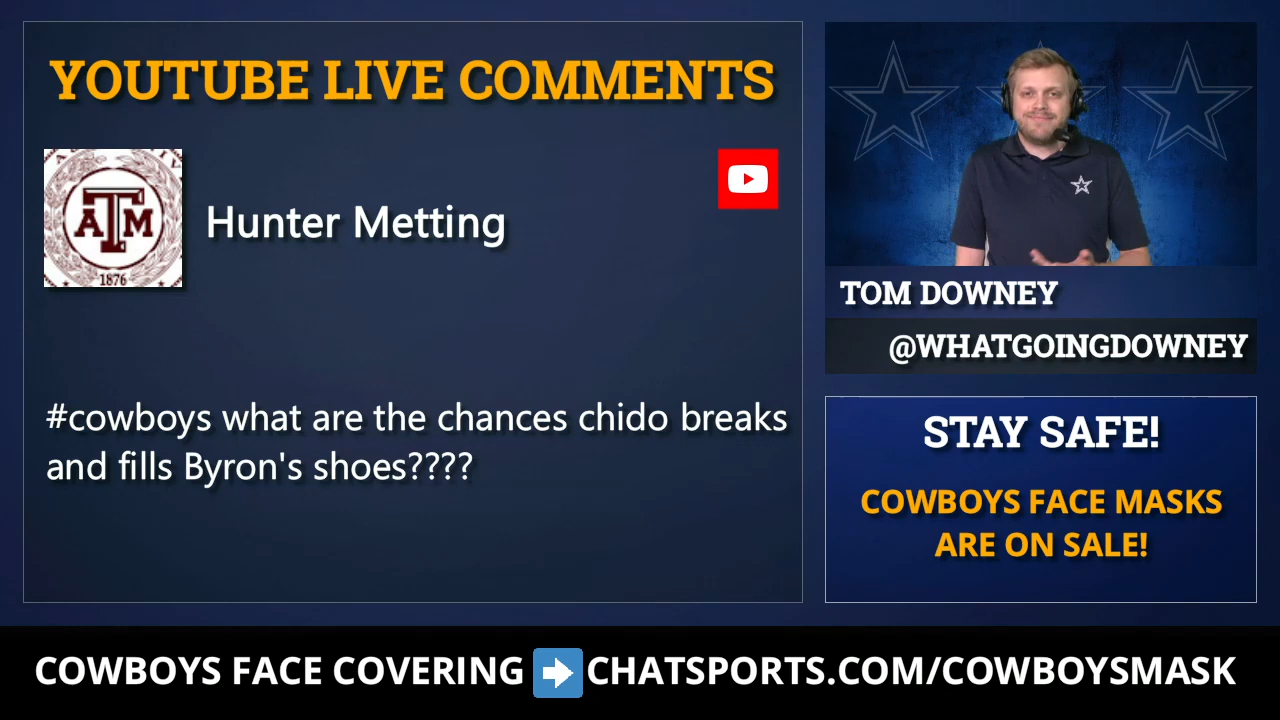 YOUTUBE LIVE COMMENTS
ATM
1876
Hunter Metting
#cowboys what are the chances chido breaks
and fills Byron's shoes????
TOM DOWNEY
@WHATGOINGDOWNEY
STAY SAFE!
COWBOYS FACE MASKS
ARE ON SALE!
COWBOYS FACE COVERING ➡ CHATSPORTS.COM/COWBOYSMASK